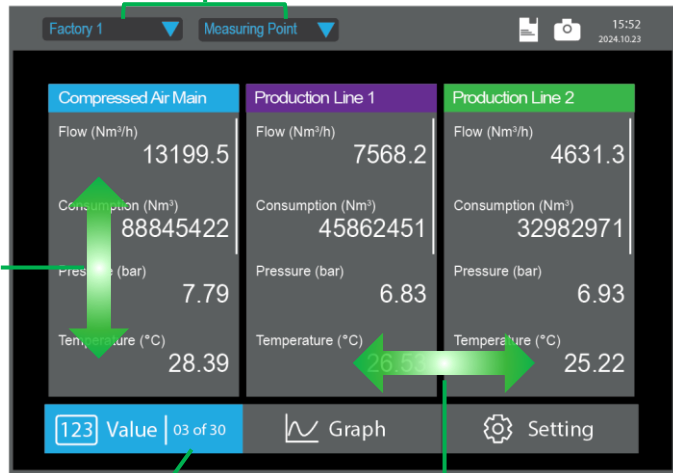 Factory 1
Measuring Point
15:52
2024.10.23
Compressed Air Main
Flow (Nm³/h)
13199.5
Consumption (Nm³)
88845422
Pressure (bar)
7.79
Temperature (°C)
28.39
Production Line 1
Flow (Nm³/h)
7568.2
Consumption (Nm³)
45862451
Pressure (bar)
6.83
Temperature (°C)
26.53
Production Line 2
Flow (Nm³/h)
4631.3
Consumption (Nm³)
32982971
Pressure (bar)
6.93
Temperature (°C)
25.22
123 Value | 03 of 30
Graph
Setting